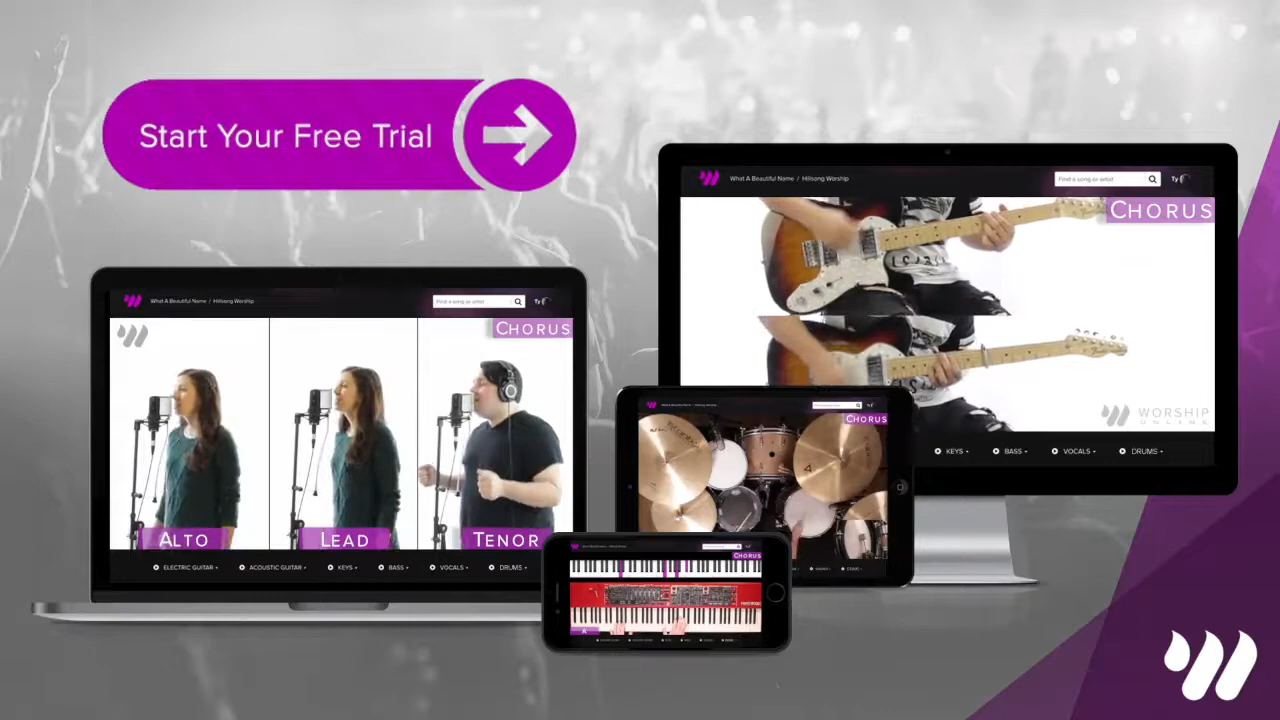 Start Your Free Trial
What A Beautiful Name / Hillsong Worship
Find a song or artist
Ty
CHORUS
WORSHIP
ONLINE
KEYS
BASS
VOCALS
DRUMS
What A Beautiful Name / Hillsong Worship
Find a song or artist
Ty
CHORUS
ALTO
LEAD
TENOR
ELECTRIC GUITAR
ACOUSTIC GUITAR
KEYS
BASS
VOCALS
DRUMS
CHORUS
CHORUS